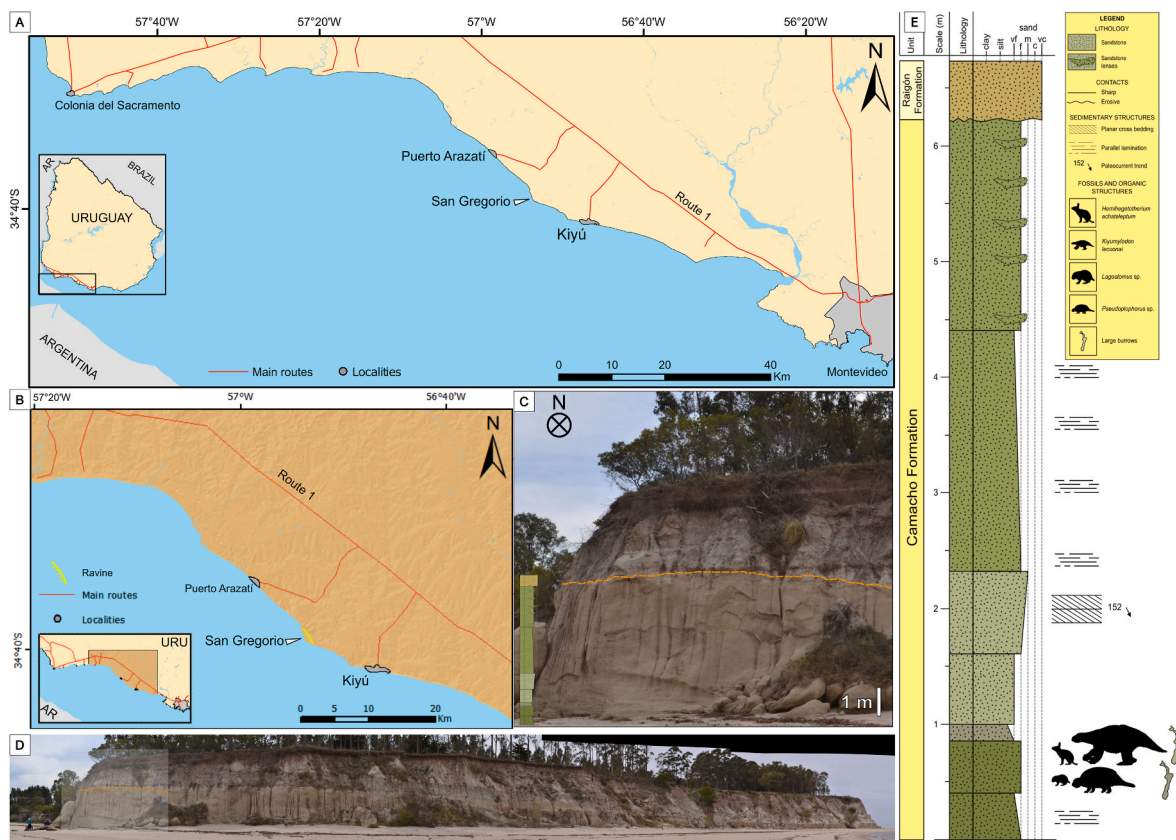 A
57°40'W
57°20'W
57°W
56°40'W
56°20'W
N
Colonia del Sacramento
Puerto Arazatí
San Gregorio
Kiyú
Route 1
34°40'S
AR
BRAZIL
URUGUAY
ARGENTINA
Main routes
Localities
0 10 20 40
Km
Montevideo
B
57°20'W
57°W
56°40'W
N
Route 1
Ravine
Main routes
Localities
Puerto Arazatí
San Gregorio
Kiyú
34°40'S
URU
AR
0 10 20
Km
C
N
1 m
D
E
Unit
Scale (m)
Lithology
clay
silt
sand
vf
f
m
c
vc
Raigón
Formation
Camacho Formation
6
5
4
3
2
1
0
152
LEGEND
LITHOLOGY
Sandstone
Sandstone
lenses
CONTACTS
Sharp
Erosive
SEDIMENTARY STRUCTURES
Planar cross bedding
Parallel lamination
152
Paleocurrent trend
FOSSILS AND ORGANIC
STRUCTURES
Hemihegetotherium
achataleptum
Kiyumylodon
lecuonai
Lagostomus sp.
Pseudoplophorus sp.
Large burrows